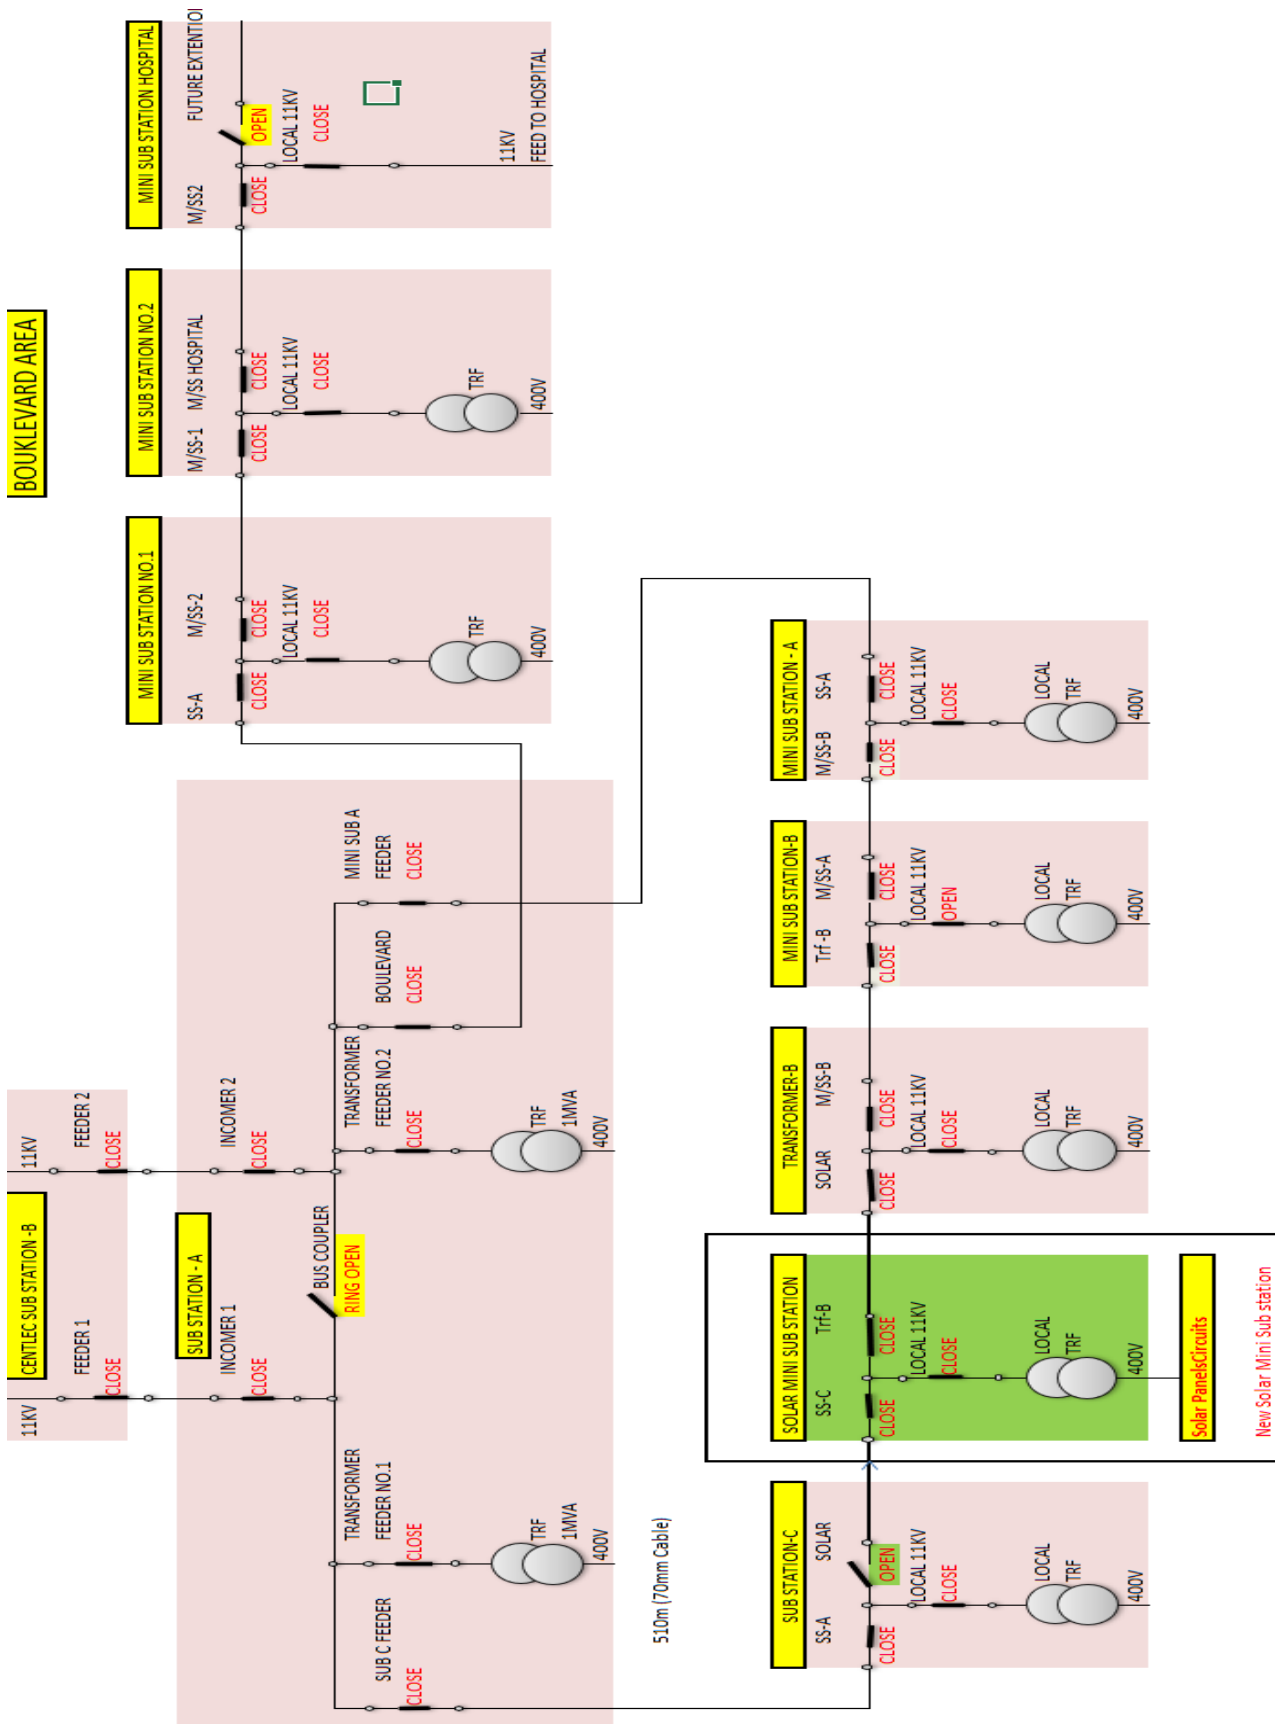 BOUKLEVARD AREA
CENTLEC SUB STATION -B
11KV
FEEDER 1
CLOSE
11KV
FEEDER 2
CLOSE
SUB STATION - A
INCOMER 1
CLOSE
INCOMER 2
CLOSE
BUS COUPLER
RING OPEN
SUB C FEEDER
CLOSE
TRANSFORMER
FEEDER NO.1
CLOSE
TRF
1MVA
400V
TRANSFORMER
FEEDER NO.2
CLOSE
TRF
1MVA
400V
BOULEVARD
CLOSE
MINI SUB A
FEEDER
CLOSE
MINI SUB STATION NO.1
SS-A
M/SS-2
CLOSE
CLOSE
LOCAL 11KV
CLOSE
TRF
400V
MINI SUB STATION NO.2
M/SS-1
M/SS HOSPITAL
CLOSE
CLOSE
LOCAL 11KV
CLOSE
TRF
400V
MINI SUB STATION HOSPITAL
M/SS2
FUTURE EXTENTIO
CLOSE
OPEN
LOCAL 11KV
CLOSE
11KV
FEED TO HOSPITAL
510m (70mm Cable)
SUB STATION-C
SS-A
SOLAR
CLOSE
OPEN
LOCAL 11KV
CLOSE
LOCAL
TRF
400V
SOLAR MINI SUB STATION
SS-C
Trf-B
CLOSE
CLOSE
LOCAL 11KV
CLOSE
LOCAL
TRF
400V
Solar PanelsCircuits
New Solar Mini Sub station
TRANSFORMER-B
SOLAR
M/SS-B
CLOSE
CLOSE
LOCAL 11KV
CLOSE
LOCAL
TRF
400V
MINI SUB STATION-B
Trf -B
M/SS-A
CLOSE
CLOSE
LOCAL 11KV
OPEN
LOCAL
TRF
400V
MINI SUB STATION - A
M/SS-B
SS-A
CLOSE
CLOSE
LOCAL 11KV
CLOSE
LOCAL
TRF
400V